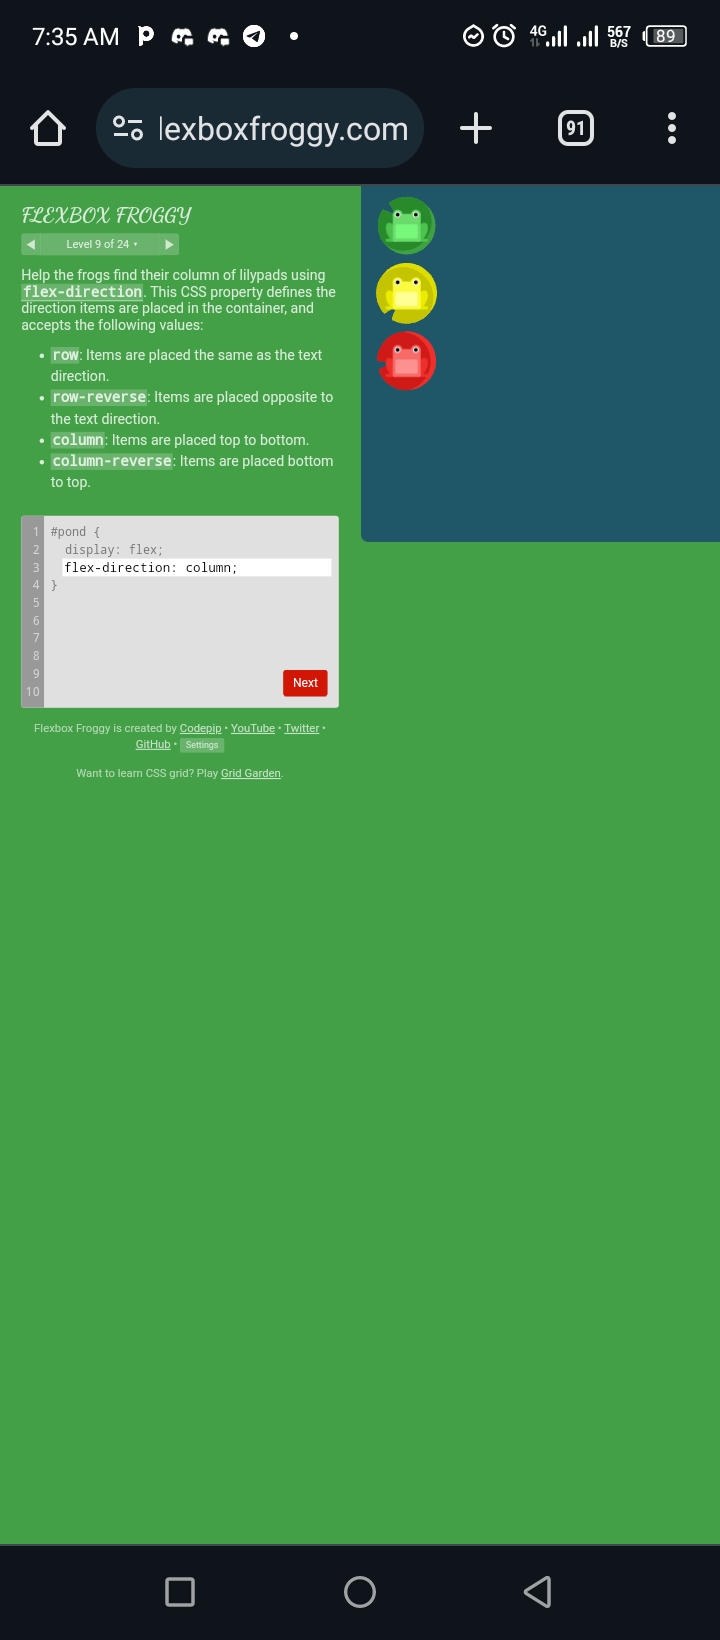 7:35 AM
4G
567
B/S
89
lexboxfroggy.com
91
FLEXBOX FROGGY
Level 9 of 24
Help the frogs find their column of lilypads using
flex-direction. This CSS property defines the
direction items are placed in the container, and
accepts the following values:
• row: Items are placed the same as the text
direction.
• row-reverse: Items are placed opposite to
the text direction.
• column: Items are placed top to bottom.
• column-reverse: Items are placed bottom
to top.
1 #pond {
2 display: flex;
3 flex-direction: column;
4 }
5
6
7
8
9
10
Next
Flexbox Froggy is created by Codepip • YouTube • Twitter •
GitHub • Settings
Want to learn CSS grid? Play Grid Garden.